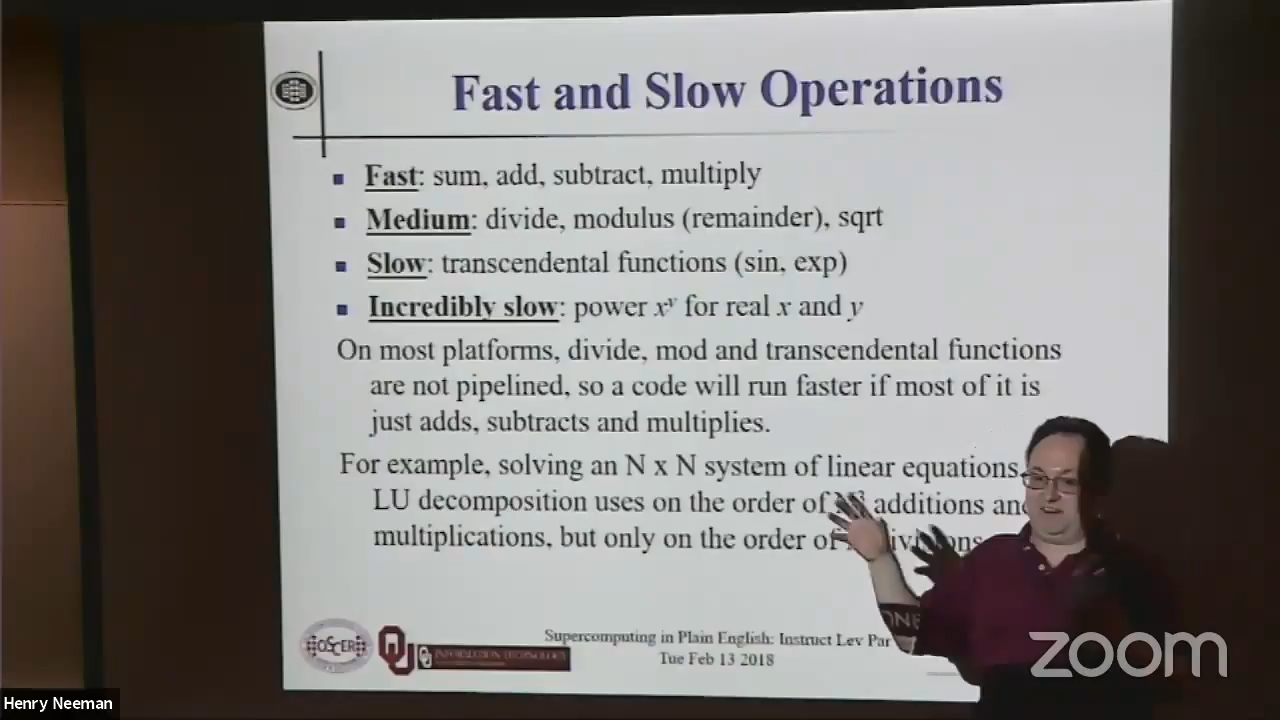 Fast and Slow Operations
Fast: sum, add, subtract, multiply
Medium: divide, modulus (remainder), sqrt
Slow: transcendental functions (sin, exp)
Incredibly slow: power xʸ for real x and y
On most platforms, divide, mod and transcendental functions
are not pipelined, so a code will run faster if most of it is
just adds, subtracts and multiplies.
For example, solving an N x N system of linear equations
LU decomposition uses on the order of additions
multiplications, but only on the order of
OSCER
INFORMATION TECHNOLOGY
Supercomputing in Plain English: Instruct Lev Par
Tue Feb 13 2018
zoom
Henry Neeman